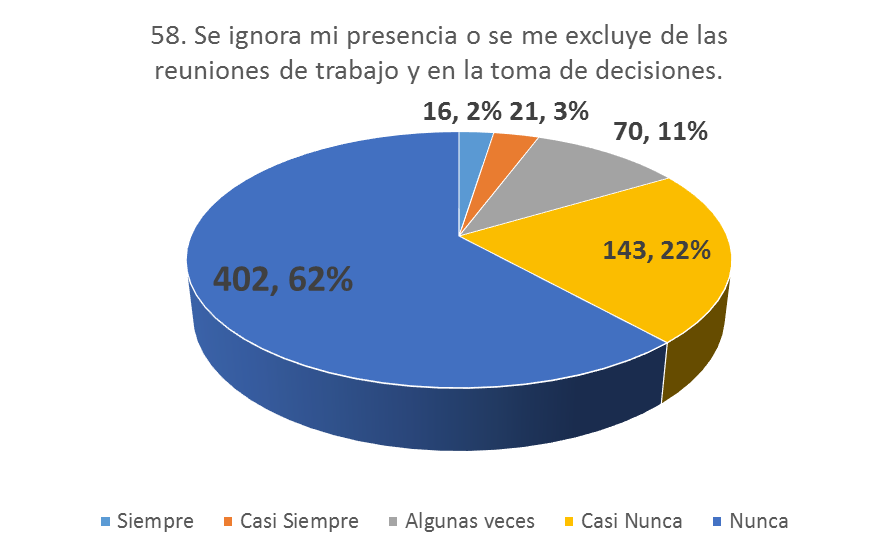 58. Se ignora mi presencia o se me excluye de las
reuniones de trabajo y en la toma de decisiones.
16, 2% 21, 3%
70, 11%
143, 22%
402, 62%
Siempre Casi Siempre Algunas veces Casi Nunca Nunca